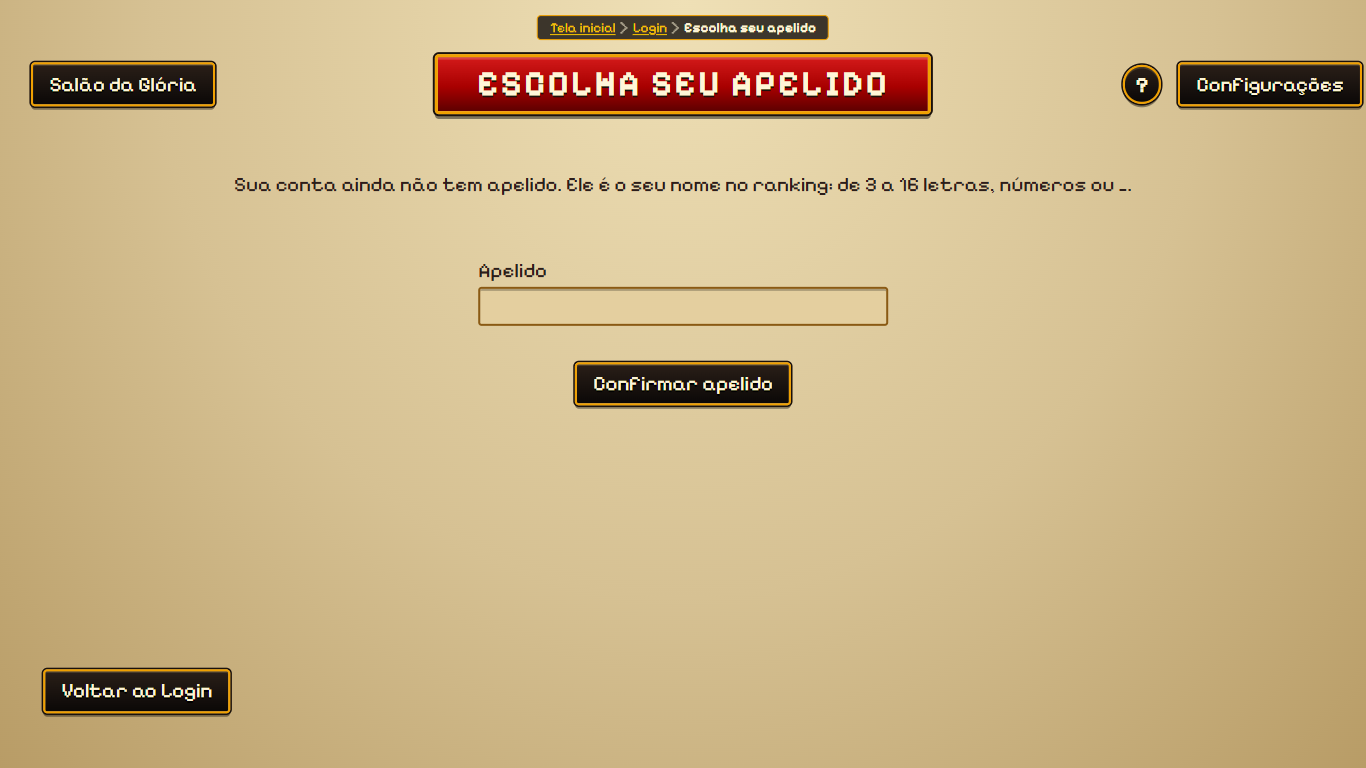 Tela inicial > Login > Escolha seu apelido
Salão da Glória
ESCOLHA SEU APELIDO
?
Configurações
Sua conta ainda não tem apelido. Ele é o seu nome no ranking: de 3 a 16 letras, números ou _.
Apelido
Confirmar apelido
Voltar ao Login